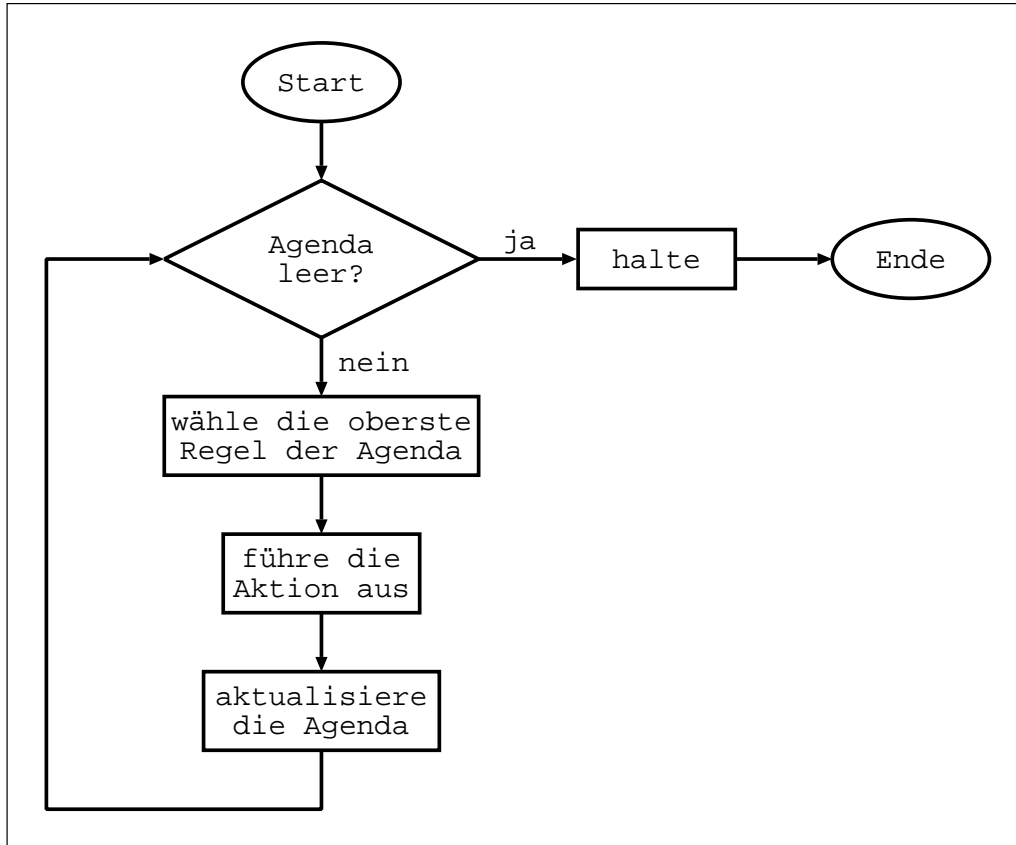 Start
Agenda
leer?
ja
halte
Ende
nein
wähle die oberste
Regel der Agenda
führe die
Aktion aus
aktualisiere
die Agenda